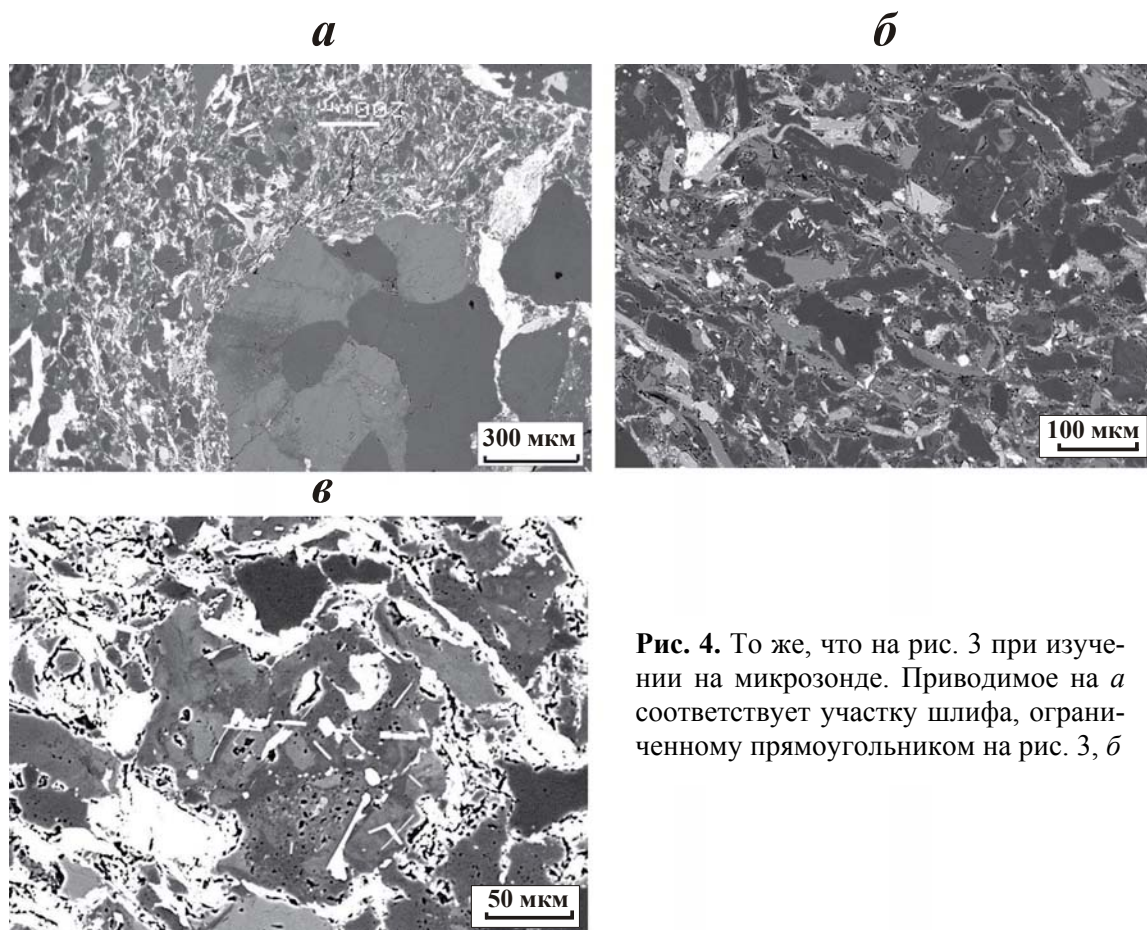 а
б
300 мкм
100 мкм
в
50 мкм
Рис. 4. То же, что на рис. 3 при изуче-
нии на микрозонде. Приводимое на а
соответствует участку шлифа, ограни-
ченному прямоугольником на рис. 3, б